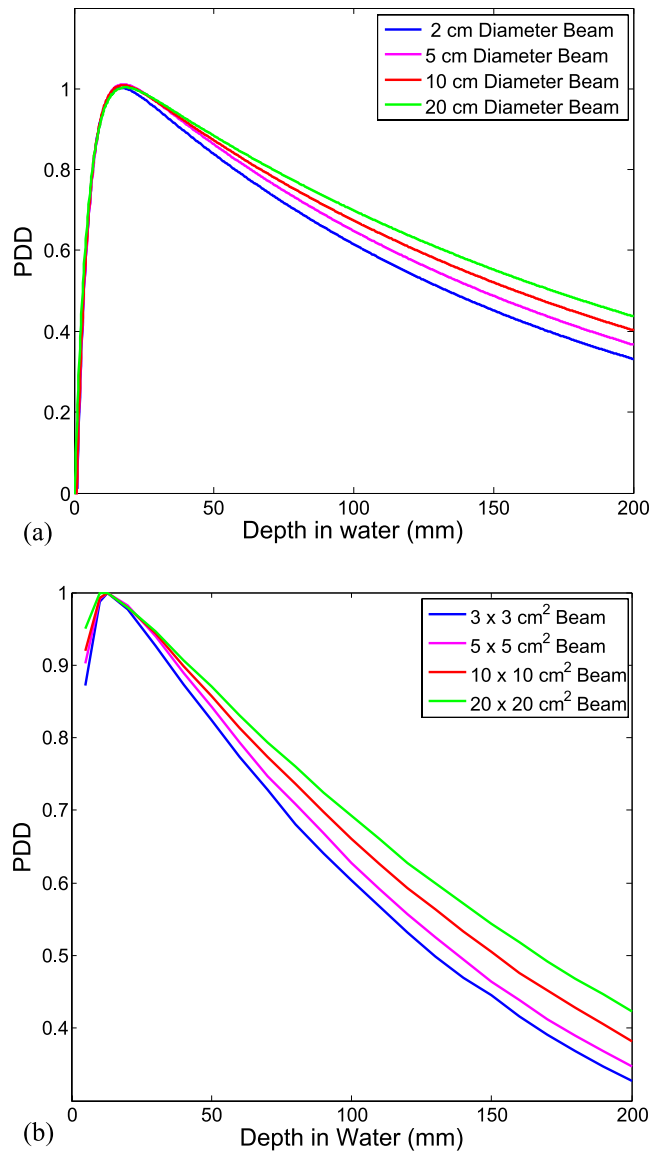 2 cm Diameter Beam
5 cm Diameter Beam
10 cm Diameter Beam
20 cm Diameter Beam
1
0.8
0.6
0.4
0.2
0
PDD
0 50 100 150 200
Depth in water (mm)
(a)
3 x 3 cm² Beam
5 x 5 cm² Beam
10 x 10 cm² Beam
20 x 20 cm² Beam
1
0.9
0.8
0.7
0.6
0.5
0.4
PDD
0 50 100 150 200
Depth in Water (mm)
(b)